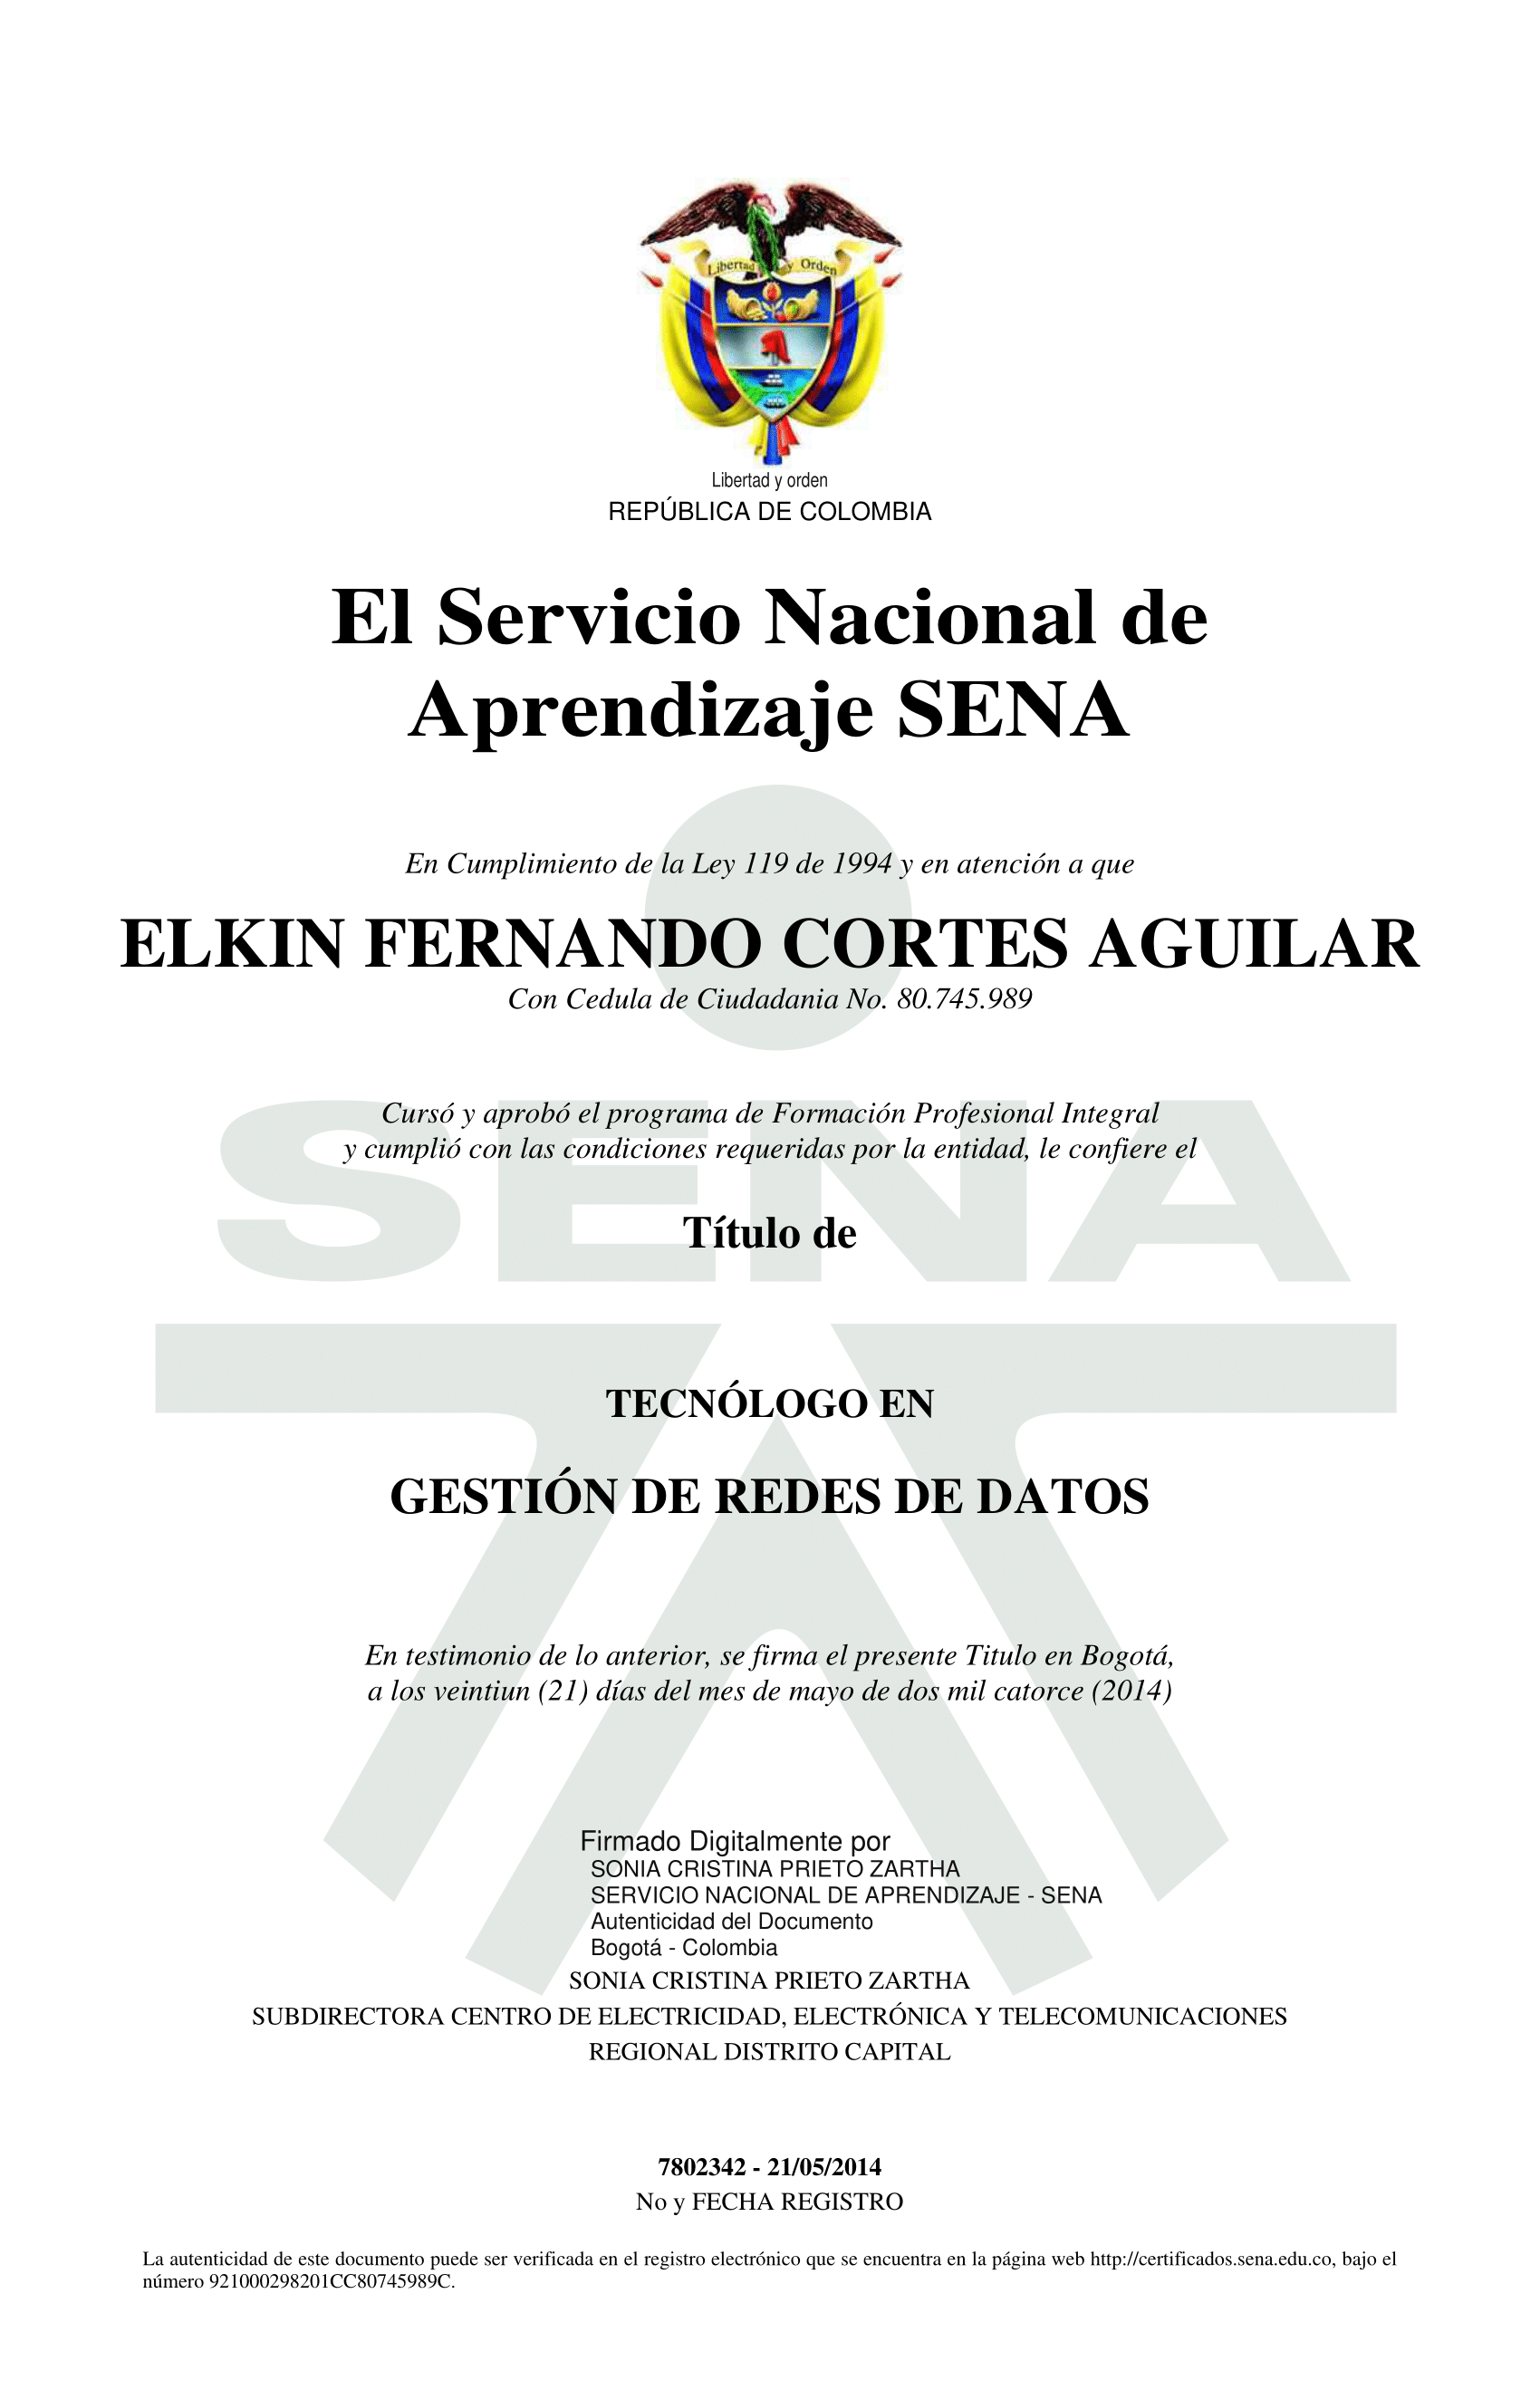 Libertad y Orden
Libertad y orden
REPÚBLICA DE COLOMBIA
El Servicio Nacional de
Aprendizaje SENA
En Cumplimiento de la Ley 119 de 1994 y en atención a que
ELKIN FERNANDO CORTES AGUILAR
Con Cedula de Ciudadania No. 80.745.989
Cursó y aprobó el programa de Formación Profesional Integral
y cumplió con las condiciones requeridas por la entidad, le confiere el
SENA
Título de
TECNÓLOGO EN
GESTIÓN DE REDES DE DATOS
En testimonio de lo anterior, se firma el presente Titulo en Bogotá,
a los veintiun (21) días del mes de mayo de dos mil catorce (2014)
Firmado Digitalmente por
SONIA CRISTINA PRIETO ZARTHA
SERVICIO NACIONAL DE APRENDIZAJE - SENA
Autenticidad del Documento
Bogotá - Colombia
SONIA CRISTINA PRIETO ZARTHA
SUBDIRECTORA CENTRO DE ELECTRICIDAD, ELECTRÓNICA Y TELECOMUNICACIONES
REGIONAL DISTRITO CAPITAL
7802342 - 21/05/2014
No y FECHA REGISTRO
La autenticidad de este documento puede ser verificada en el registro electrónico que se encuentra en la página web http://certificados.sena.edu.co, bajo el
número 921000298201CC80745989C.